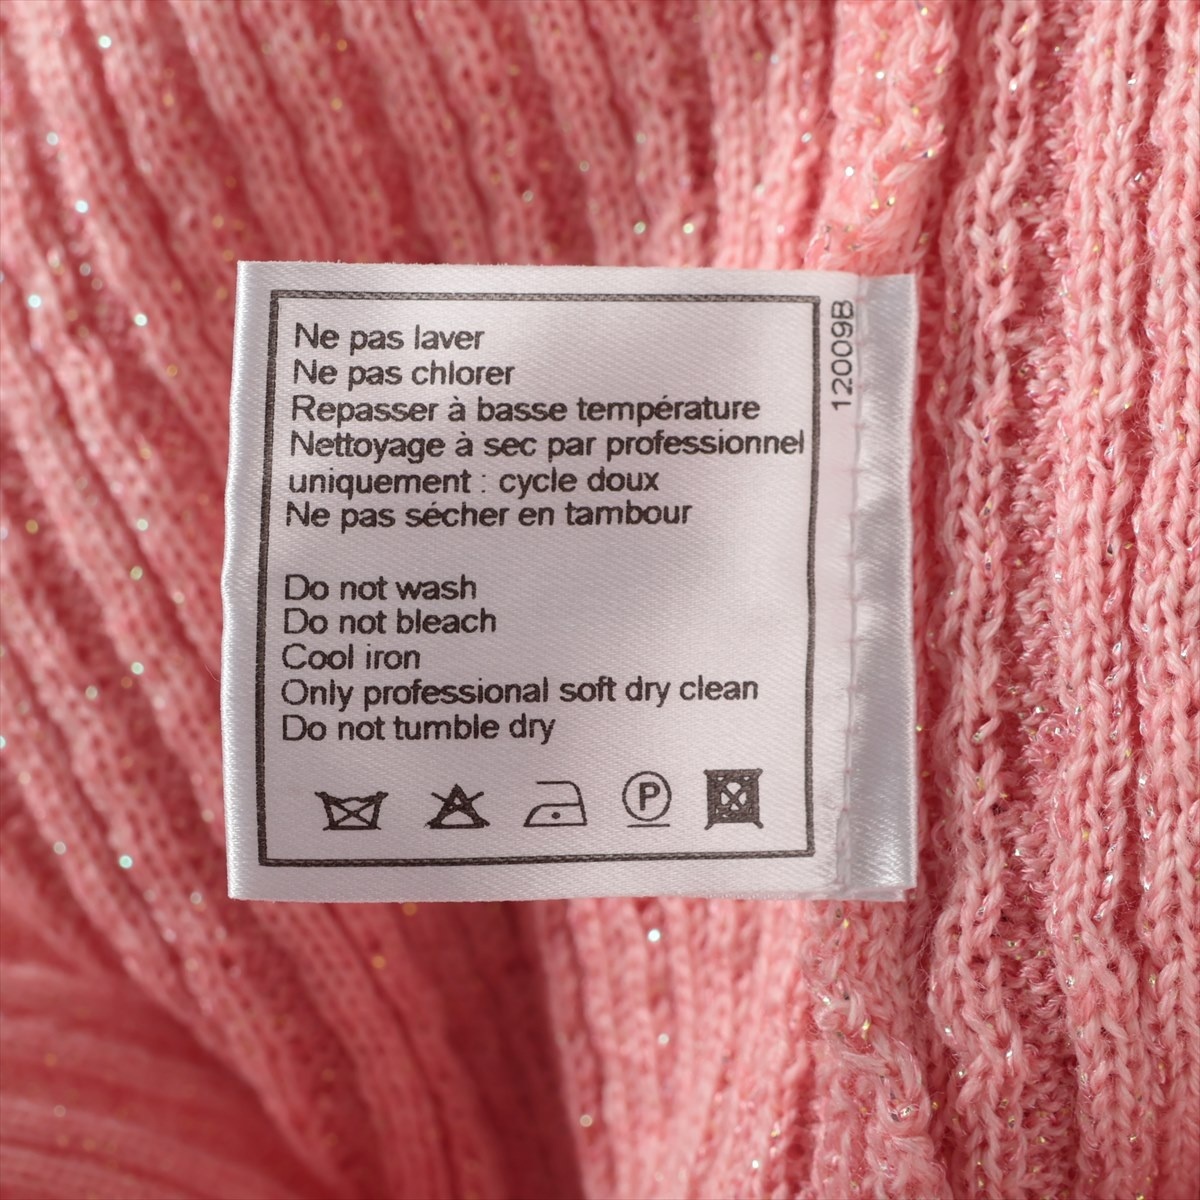 Ne pas laver
Ne pas chlorer
Repasser à basse température
Nettoyage à sec par professionnel
uniquement : cycle doux
Ne pas sécher en tambour
Do not wash
Do not bleach
Cool iron
Only professional soft dry clean
Do not tumble dry
P
12009B